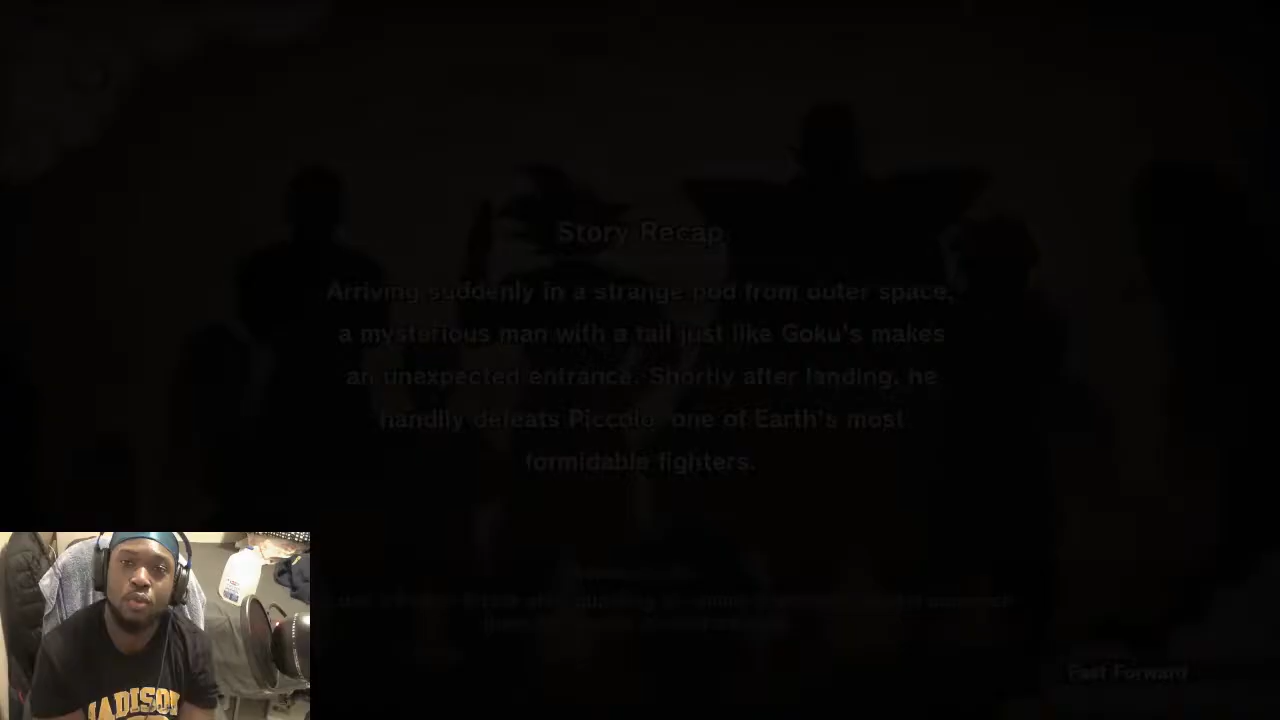 Story Recap
Arriving suddenly in a strange pod from outer space,
a mysterious man with a tail just like Goku's makes
an unexpected entrance. Shortly after landing, he
handily defeats Piccolo, one of Earth's most
formidable fighters.
Fast Forward
MADISON